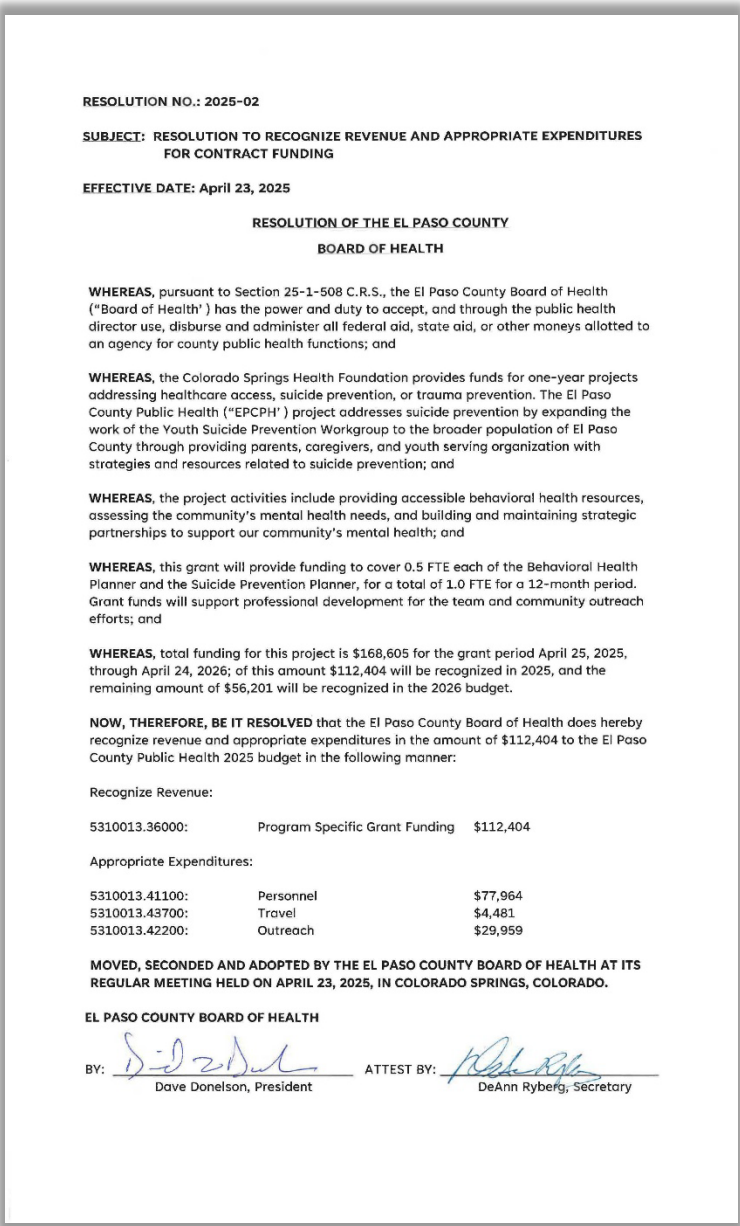 RESOLUTION NO.: 2025-02
SUBJECT: RESOLUTION TO RECOGNIZE REVENUE AND APPROPRIATE EXPENDITURES
FOR CONTRACT FUNDING
EFFECTIVE DATE: April 23, 2025
RESOLUTION OF THE EL PASO COUNTY
BOARD OF HEALTH
WHEREAS, pursuant to Section 25-1-508 C.R.S., the El Paso County Board of Health
("Board of Health' ) has the power and duty to accept, and through the public health
director use, disburse and administer all federal aid, state aid, or other moneys allotted to
an agency for county public health functions; and
WHEREAS, the Colorado Springs Health Foundation provides funds for one-year projects
addressing healthcare access, suicide prevention, or trauma prevention. The El Paso
County Public Health ("EPCPH' ) project addresses suicide prevention by expanding the
work of the Youth Suicide Prevention Workgroup to the broader population of El Paso
County through providing parents, caregivers, and youth serving organization with
strategies and resources related to suicide prevention; and
WHEREAS, the project activities include providing accessible behavioral health resources,
assessing the community's mental health needs, and building and maintaining strategic
partnerships to support our community's mental health; and
WHEREAS, this grant will provide funding to cover 0.5 FTE each of the Behavioral Health
Planner and the Suicide Prevention Planner, for a total of 1.0 FTE for a 12-month period.
Grant funds will support professional development for the team and community outreach
efforts; and
WHEREAS, total funding for this project is $168,605 for the grant period April 25, 2025,
through April 24, 2026; of this amount $112,404 will be recognized in 2025, and the
remaining amount of $56,201 will be recognized in the 2026 budget.
NOW, THEREFORE, BE IT RESOLVED that the El Paso County Board of Health does hereby
recognize revenue and appropriate expenditures in the amount of $112,404 to the El Paso
County Public Health 2025 budget in the following manner:
Recognize Revenue:
5310013.36000: Program Specific Grant Funding $112,404
Appropriate Expenditures:
5310013.41100: Personnel $77,964
5310013.43700: Travel $4,481
5310013.42200: Outreach $29,959
MOVED, SECONDED AND ADOPTED BY THE EL PASO COUNTY BOARD OF HEALTH AT ITS
REGULAR MEETING HELD ON APRIL 23, 2025, IN COLORADO SPRINGS, COLORADO.
EL PASO COUNTY BOARD OF HEALTH
BY: ATTEST BY:
Dave Donelson, President DeAnn Ryberg, Secretary